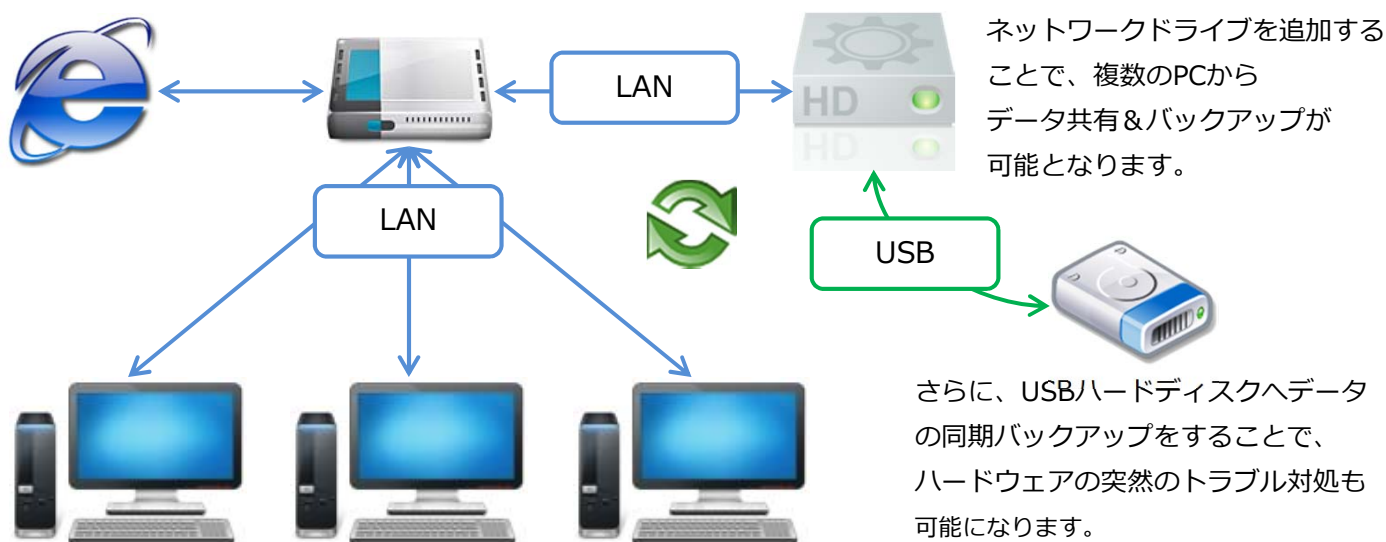 ネットワークドライブを追加する
ことで、複数のPCから
データ共有＆バックアップが
可能となります。
LAN
HD
LAN
USB
さらに、USBハードディスクへデータ
の同期バックアップをすることで、
ハードウェアの突然のトラブル対処も
可能になります。